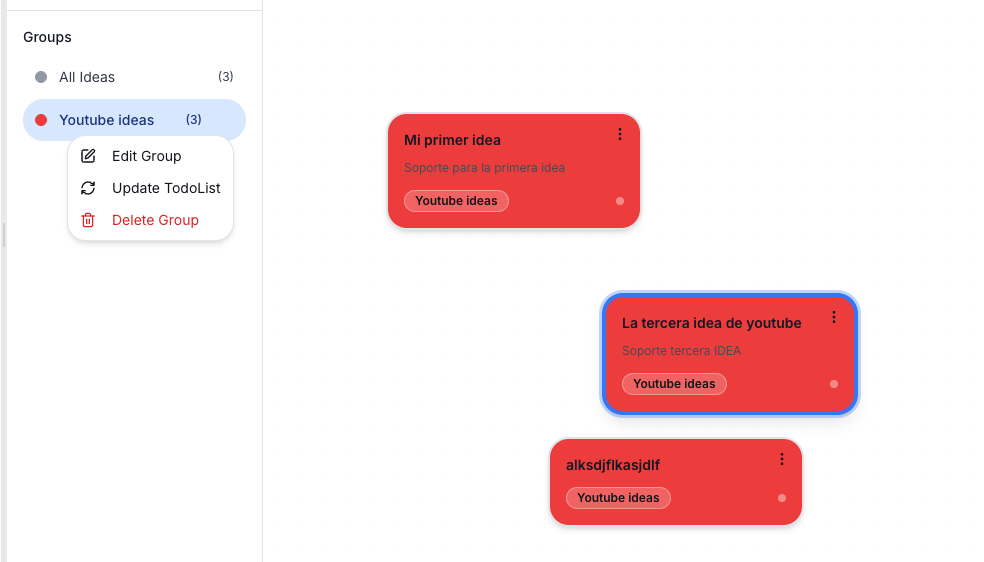 Groups
All Ideas (3)
Youtube ideas (3)
Edit Group
Update TodoList
Delete Group
Mi primer idea
Soporte para la primera idea
Youtube ideas
La tercera idea de youtube
Soporte tercera IDEA
Youtube ideas
alksdjflkasjdlf
Youtube ideas